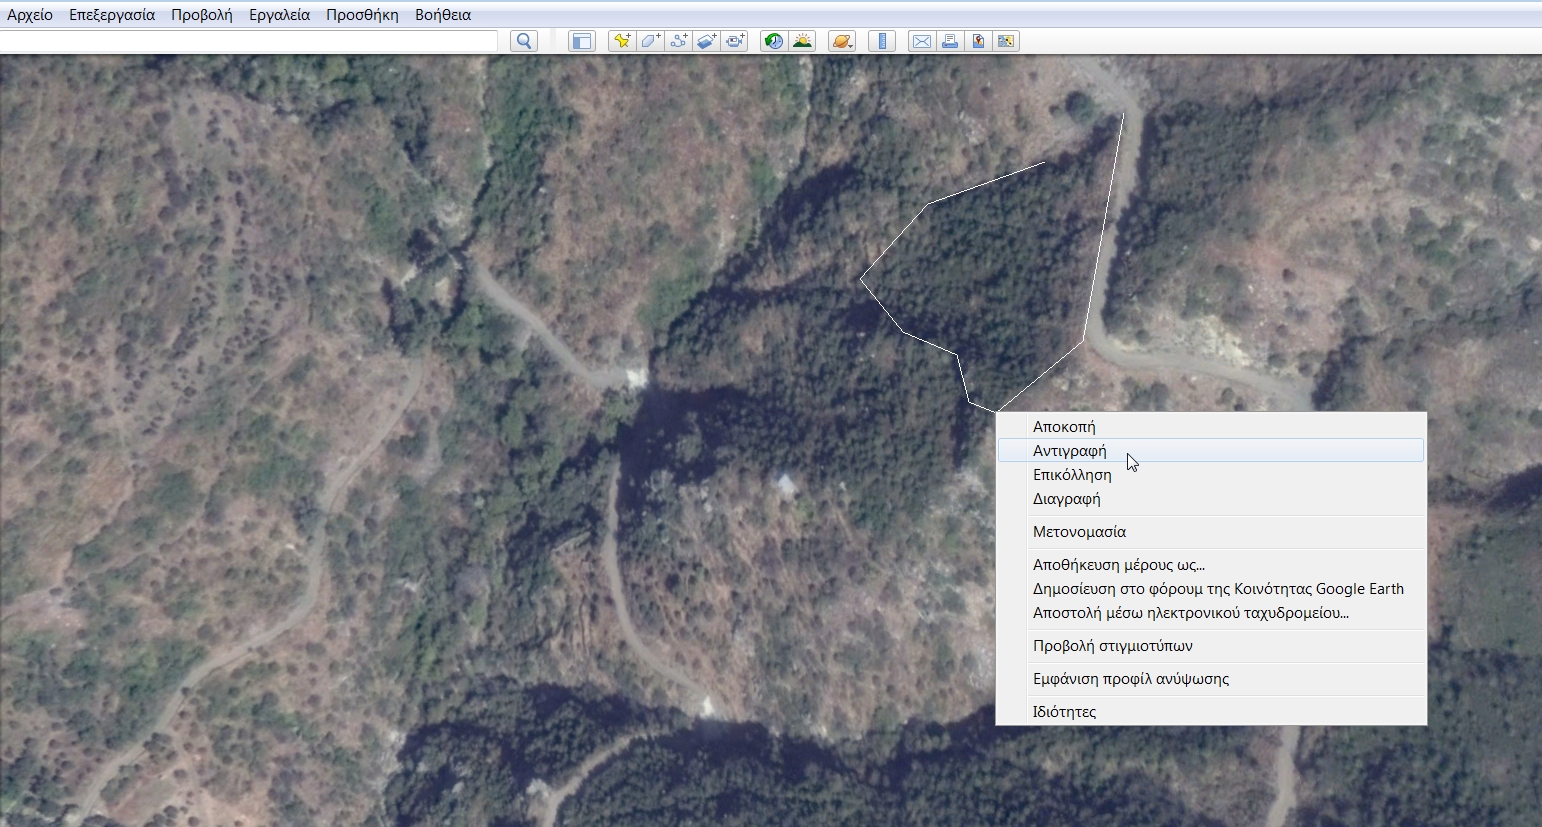 Αρχείο Επεξεργασία Προβολή Εργαλεία Προσθήκη Βοήθεια
Αποκοπή
Αντιγραφή
Επικόλληση
Διαγραφή
Μετονομασία
Αποθήκευση μέρους ως...
Δημοσίευση στο φόρουμ της Κοινότητας Google Earth
Αποστολή μέσω ηλεκτρονικού ταχυδρομείου...
Προβολή στιγμιοτύπων
Εμφάνιση προφίλ ανύψωσης
Ιδιότητες